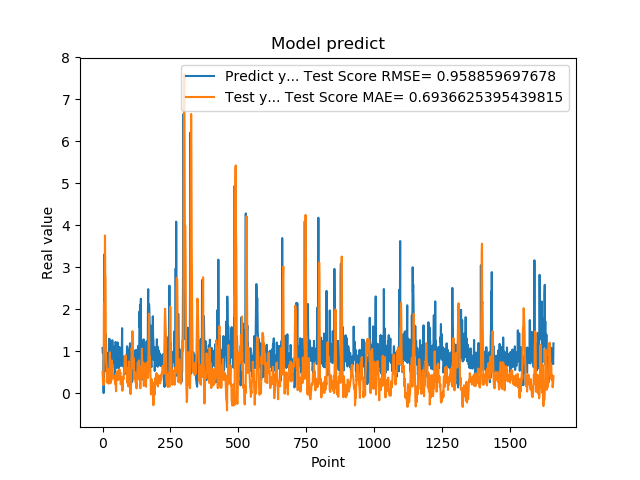 Model predict
Predict y... Test Score RMSE= 0.958859697678
Test y... Test Score MAE= 0.6936625395439815
Real value
8
7
6
5
4
3
2
1
0
0 250 500 750 1000 1250 1500
Point